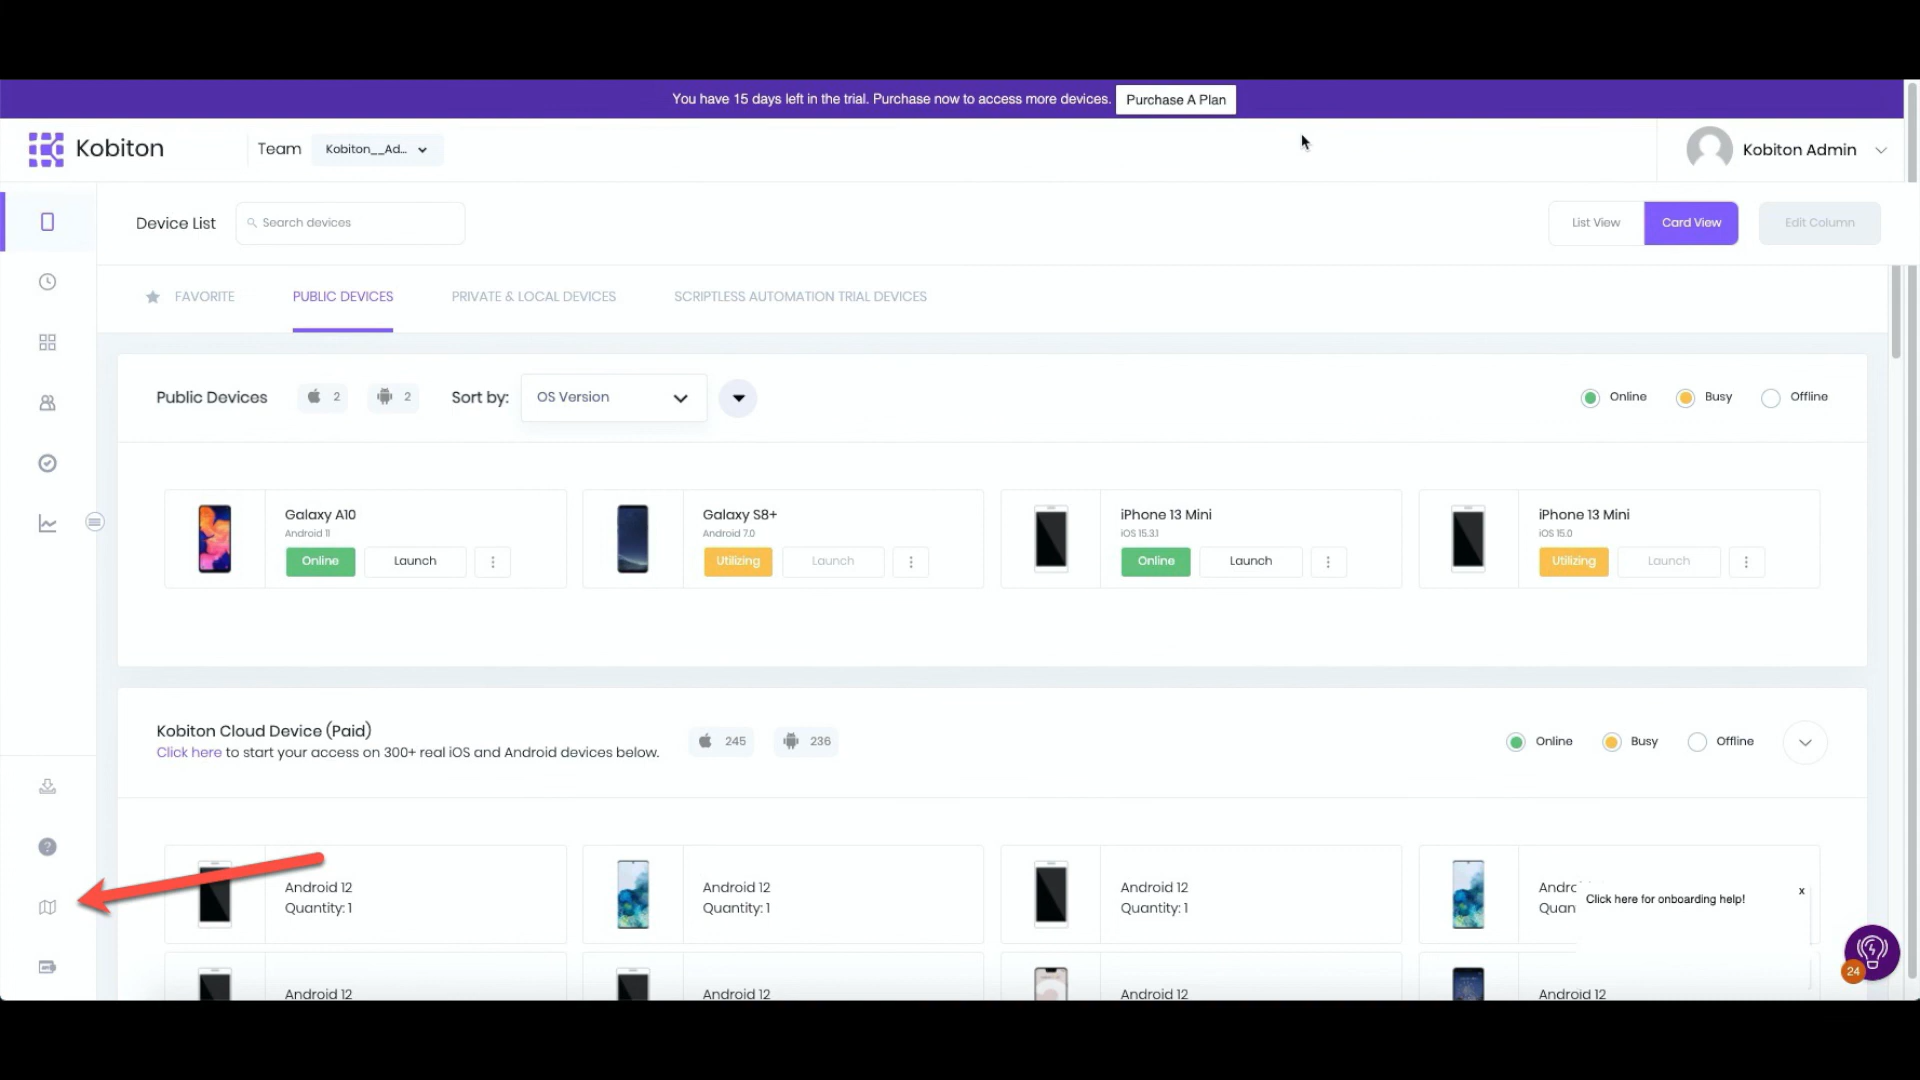 You have 15 days left in the trial. Purchase now to access more devices. Purchase A Plan
Kobiton Team Kobiton__Ad... Kobiton Admin
Device List Search devices List View Card View Edit Column
FAVORITE PUBLIC DEVICES PRIVATE & LOCAL DEVICES SCRIPTLESS AUTOMATION TRIAL DEVICES
Public Devices 2 2 Sort by: OS Version Online Busy Offline
Galaxy A10 Galaxy S8+ iPhone 13 Mini iPhone 13 Mini
Android 11 Android 7.0 iOS 15.3.1 iOS 15.0
Online Launch Utilizing Launch Online Launch Utilizing Launch
Kobiton Cloud Device (Paid) 245 236 Online Busy Offline
Click here to start your access on 300+ real iOS and Android devices below.
Android 12 Android 12 Android 12 Andro
Quantity: 1 Quantity: 1 Quantity: 1 Quan
Click here for onboarding help! x
24
Android 12 Android 12 Android 12 Android 12